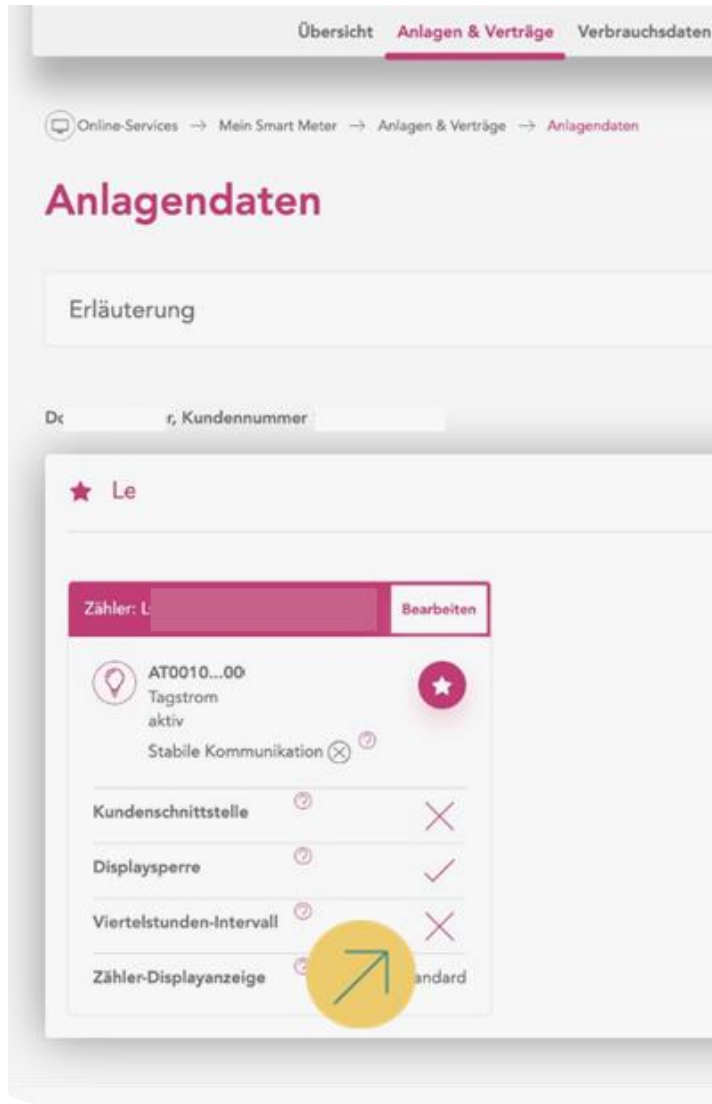 Übersicht Anlagen & Verträge Verbrauchsdaten
Online-Services → Mein Smart Meter → Anlagen & Verträge → Anlagendaten
Anlagendaten
Erläuterung
r, Kundennummer
Le
Zähler: L Bearbeiten
AT0010...00
Tagstrom
aktiv
Stabile Kommunikation
Kundenschnittstelle
Displaysperre
Viertelstunden-Intervall
Zähler-Displayanzeige andard